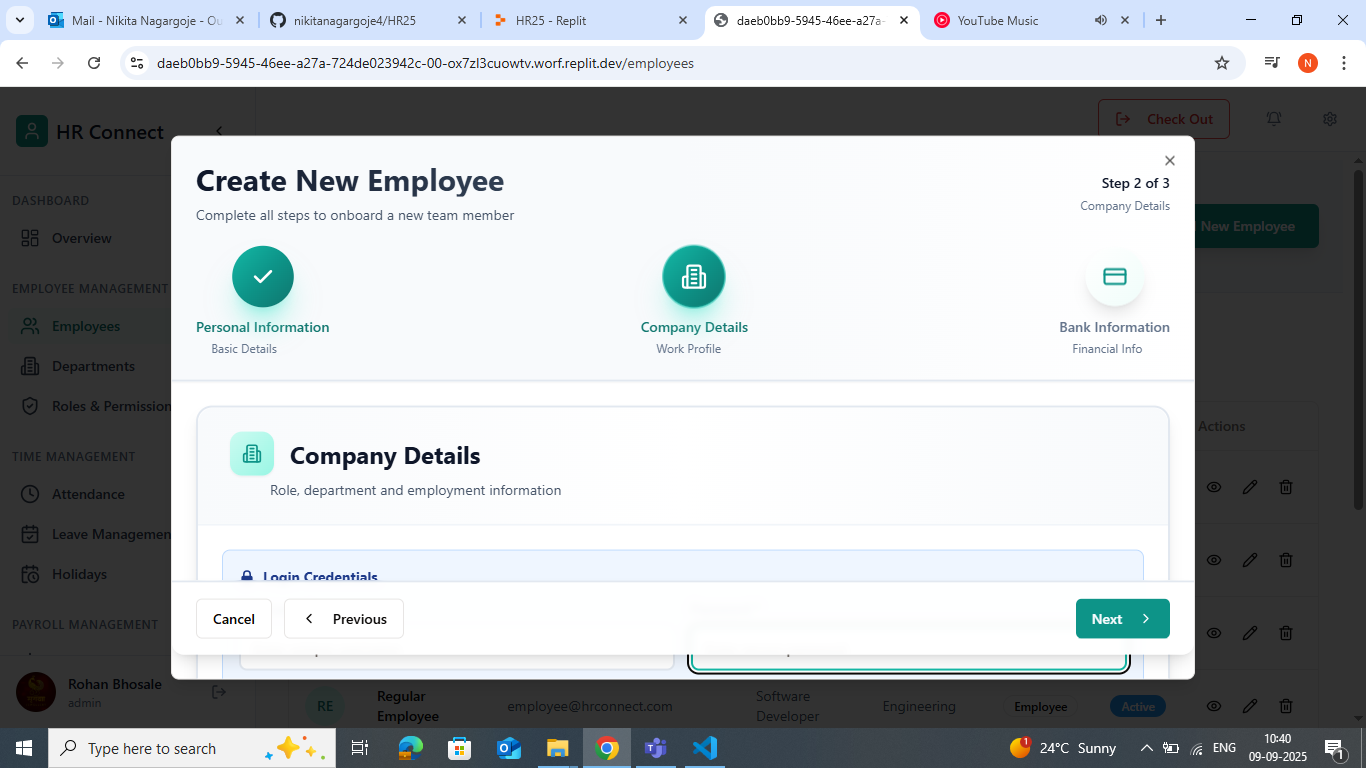 Mail - Nikita Nagargoje - Ou
nikitanagargoje4/HR25
HR25 - Replit
daeb0bb9-5945-46ee-a27a-
YouTube Music
daeb0bb9-5945-46ee-a27a-724de023942c-00-ox7zl3cuowtv.worf.replit.dev/employees
N
HR Connect
Check Out
DASHBOARD
Overview
EMPLOYEE MANAGEMENT
Employees
Departments
Roles & Permission
TIME MANAGEMENT
Attendance
Leave Managemen
Holidays
PAYROLL MANAGEMENT
Rohan Bhosale
admin
New Employee
Actions
Create New Employee
Complete all steps to onboard a new team member
Step 2 of 3
Company Details
Personal Information
Basic Details
Company Details
Work Profile
Bank Information
Financial Info
Company Details
Role, department and employment information
Login Credentials
Cancel
Previous
Next
RE
Regular
Employee
employee@hrconnect.com
Software
Developer
Engineering
Employee
Active
Type here to search
1
24°C Sunny
ENG
10:40
09-09-2025
1